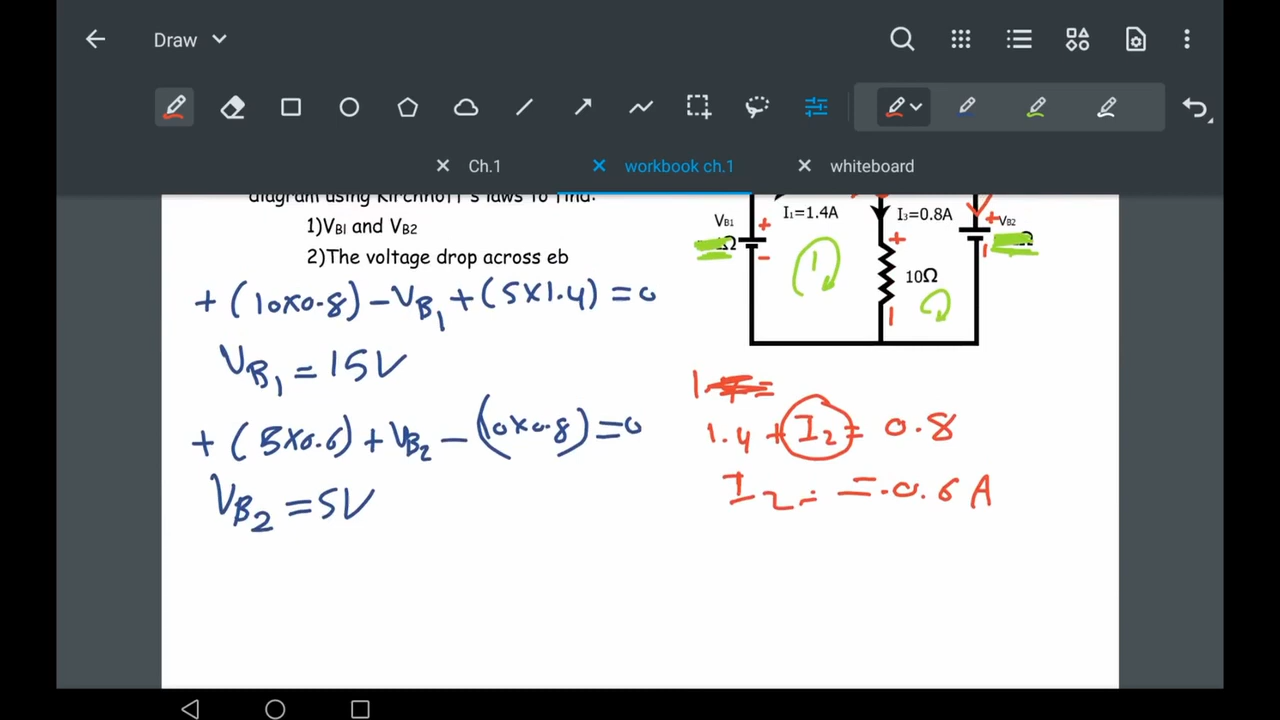 Draw
Ch.1
workbook ch.1
whiteboard
diagram using Kirchhoff's laws to find:
1)VB1 and VB2
2)The voltage drop across eb
I₁=1.4A
I₃=0.8A
VB1
Ω
+
-
+
10Ω
+VB2
Ω
1
+ (10×0.8) - VB₁ + (5×1.4) = 0
VB₁ = 15V
+ (5×0.6) + VB₂ - (10×0.8) = 0
VB₂ = 5V
1.4 + I₂ = 0.8
I₂ = = -0.6 A